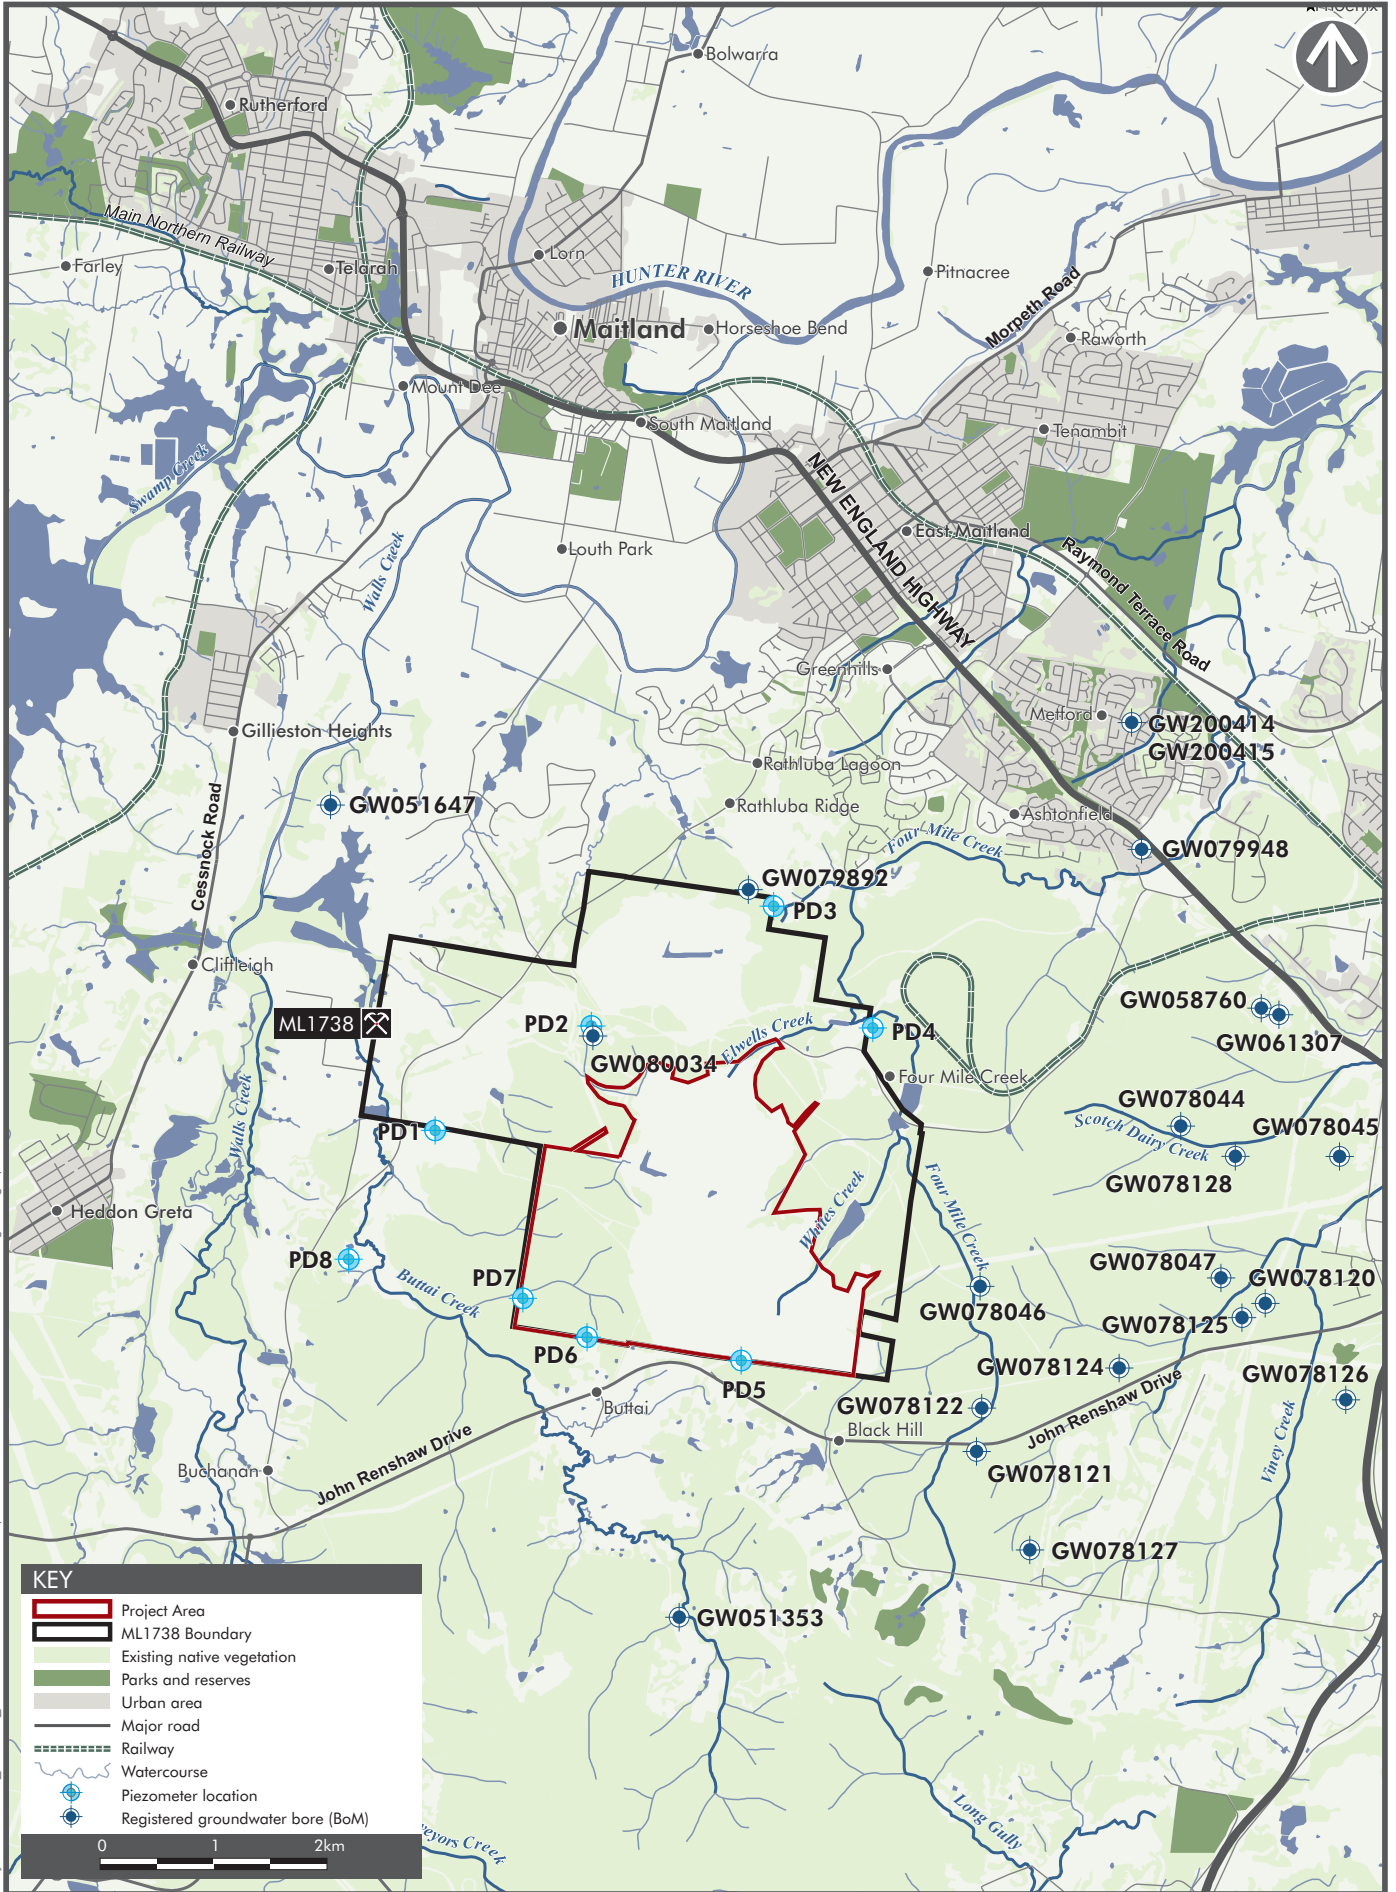 Bolwarra
Rutherford
Main Northern Railway
Farley
Telarah
Lorn
HUNTER RIVER
Pitnacree
Morpeth Road
Maitland
Horseshoe Bend
Raworth
Mount Dee
South Maitland
Tenambit
Swamp Creek
NEW ENGLAND HIGHWAY
East Maitland
Louth Park
Walls Creek
Raymond Terrace Road
Greenhills
Metford
GW200414
GW200415
Gillieston Heights
Rathluba Lagoon
Rathluba Ridge
GW051647
Ashtonfield
Cessnock Road
Four Mile Creek
GW079948
GW079892
PD3
Cliftleigh
ML1738
PD2
GW080034
Elwells Creek
PD4
GW058760
GW061307
Four Mile Creek
GW078044
Scotch Dairy Creek
GW078045
PD1
Walls Creek
GW078128
Heddon Greta
Whites Creek
Four Mile Creek
PD8
Buttai Creek
PD7
GW078047
GW078120
GW078046
GW078125
PD6
PD5
GW078124
GW078126
Buttai
GW078122
Black Hill
John Renshaw Drive
Viney Creek
Buchanan
John Renshaw Drive
GW078121
GW078127
GW051353
KEY
Project Area
ML1738 Boundary
Existing native vegetation
Parks and reserves
Urban area
Major road
Railway
Watercourse
Piezometer location
Registered groundwater bore (BoM)
0 1 2km
Creek
Long Gully